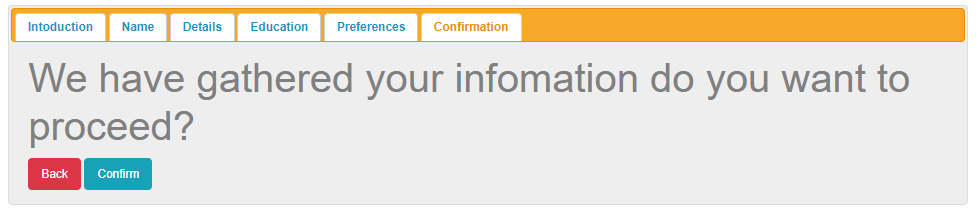 Intoduction Name Details Education Preferences Confirmation
We have gathered your infomation do you want to
proceed?
Back Confirm